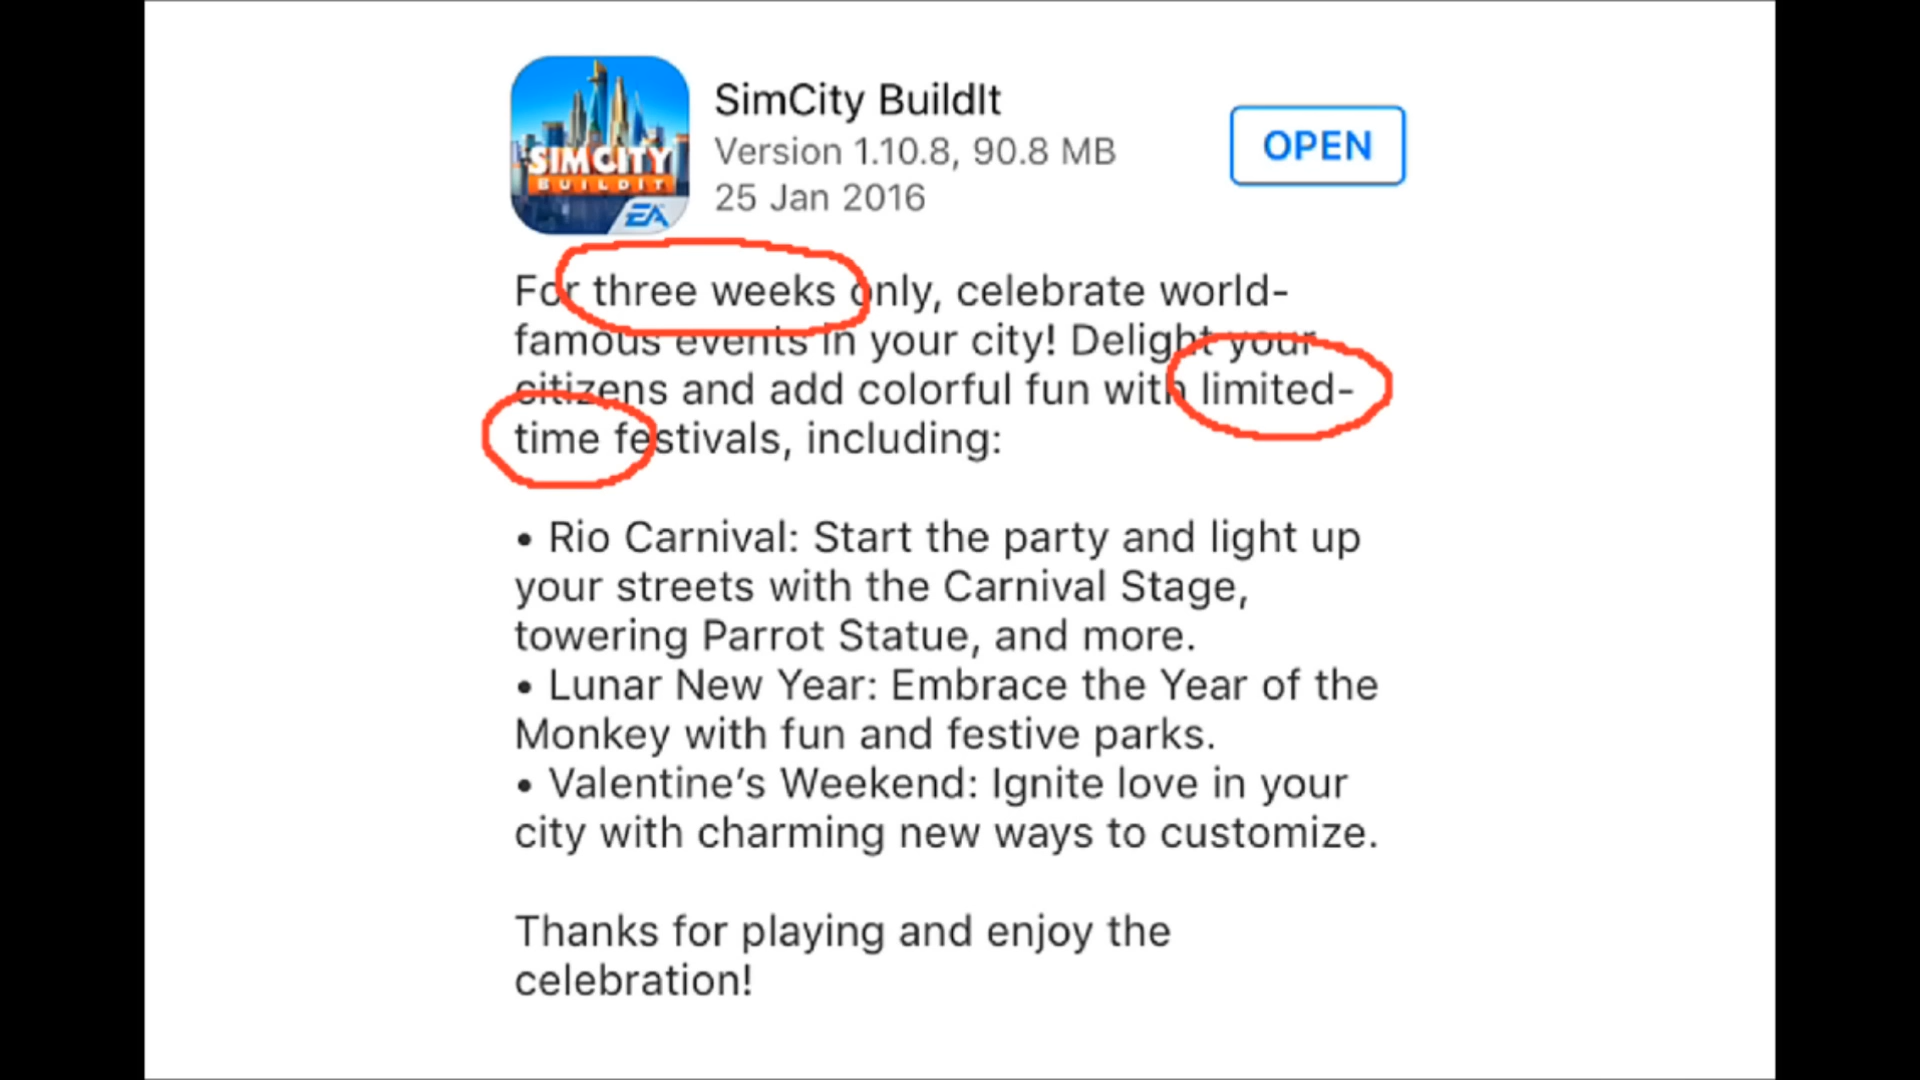 SIMCITY
BUILDIT
EA
SimCity BuildIt
Version 1.10.8, 90.8 MB
25 Jan 2016
OPEN
For three weeks only, celebrate world-
famous events in your city! Delight your
citizens and add colorful fun with limited-
time festivals, including:
• Rio Carnival: Start the party and light up
your streets with the Carnival Stage,
towering Parrot Statue, and more.
• Lunar New Year: Embrace the Year of the
Monkey with fun and festive parks.
• Valentine’s Weekend: Ignite love in your
city with charming new ways to customize.
Thanks for playing and enjoy the
celebration!